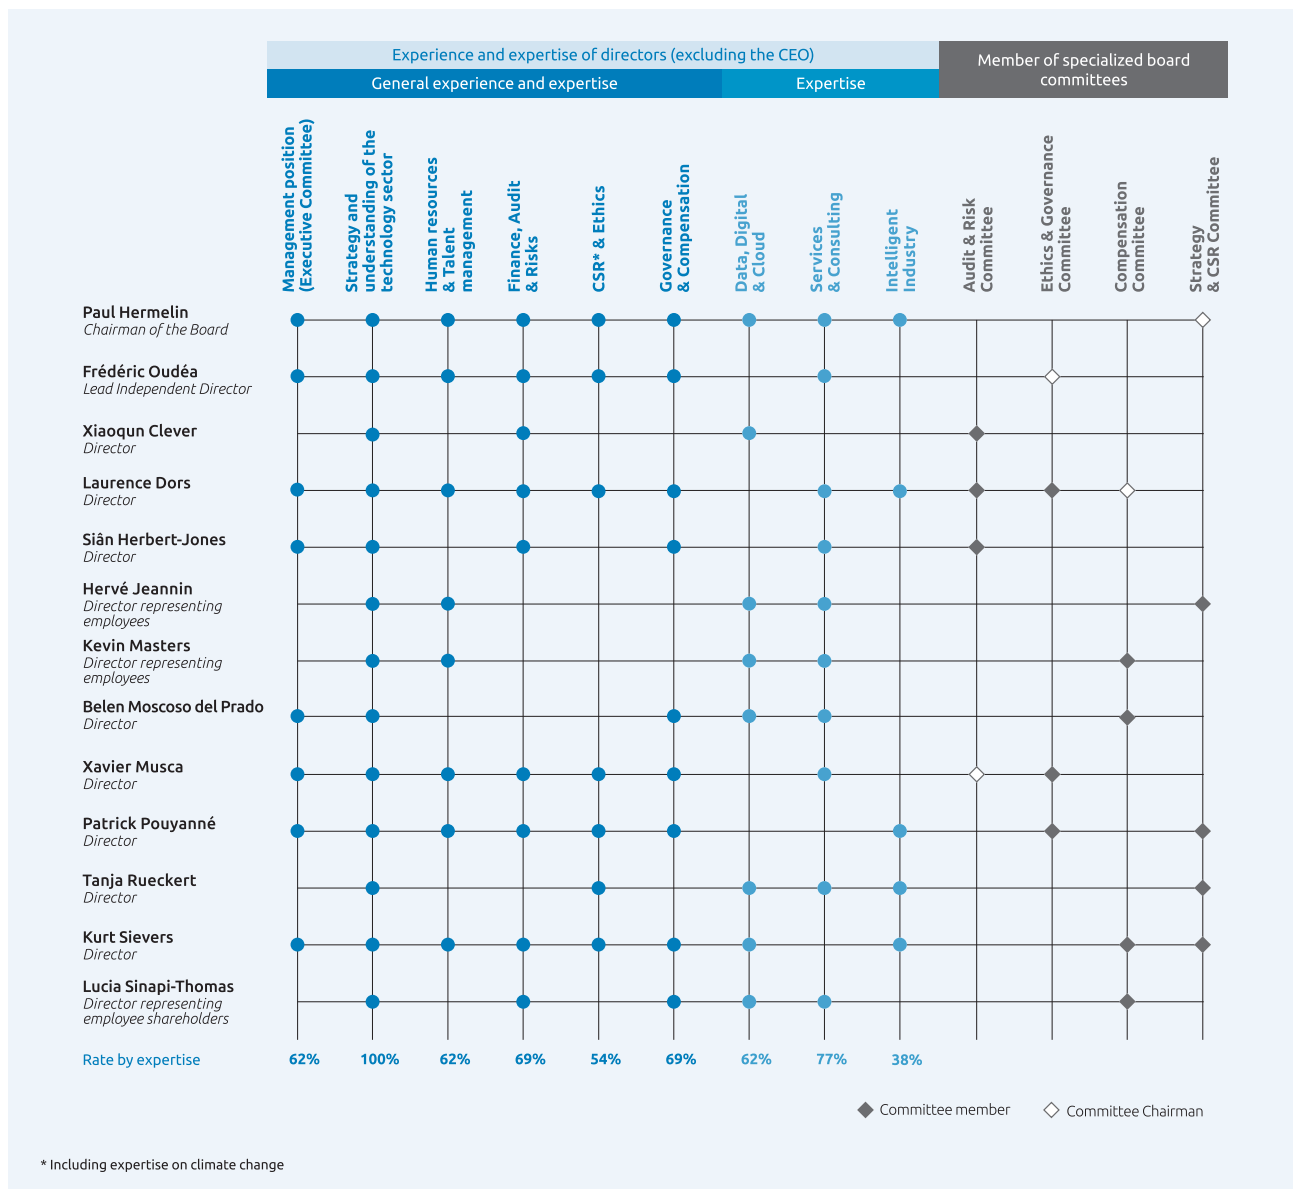 Experience and expertise of directors (excluding the CEO)
Member of specialized board
committees
General experience and expertise
Expertise
Management position
(Executive Committee)
Strategy and
understanding of the
technology sector
Human resources
& Talent
management
Finance, Audit
& Risks
CSR* & Ethics
Governance
& Compensation
Data, Digital
& Cloud
Services
& Consulting
Intelligent
Industry
Audit & Risk
Committee
Ethics & Governance
Committee
Compensation
Committee
Strategy
& CSR Committee
Paul Hermelin
Chairman of the Board
Frédéric Oudéa
Lead Independent Director
Xiaoqun Clever
Director
Laurence Dors
Director
Siân Herbert-Jones
Director
Hervé Jeannin
Director representing
employees
Kevin Masters
Director representing
employees
Belen Moscoso del Prado
Director
Xavier Musca
Director
Patrick Pouyanné
Director
Tanja Rueckert
Director
Kurt Sievers
Director
Lucia Sinapi-Thomas
Director representing
employee shareholders
Rate by expertise 62% 100% 62% 69% 54% 69% 62% 77% 38%
Committee member Committee Chairman
* Including expertise on climate change